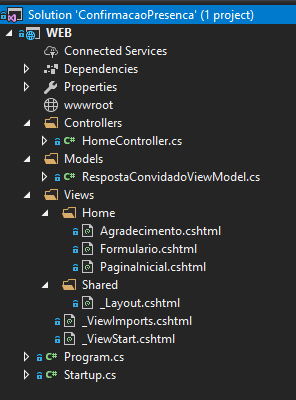 Solution 'ConfirmacaoPresenca' (1 project)
WEB
Connected Services
Dependencies
Properties
wwwroot
Controllers
C# HomeController.cs
Models
C# RespostaConvidadoViewModel.cs
Views
Home
Agradecimento.cshtml
Formulario.cshtml
PaginaInicial.cshtml
Shared
_Layout.cshtml
_ViewImports.cshtml
_ViewStart.cshtml
C# Program.cs
C# Startup.cs